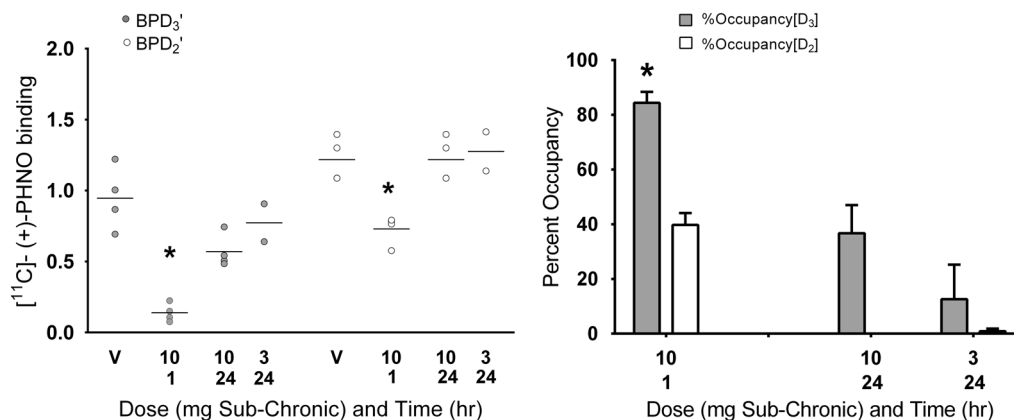 BPD₃'
BPD₂'
[¹¹C]- (+)-PHNO binding
2.0
1.5
1.0
0.5
0.0
*
*
V 10 10 3 V 10 10 3
1 24 24 1 24 24
Dose (mg Sub-Chronic) and Time (hr)
%Occupancy[D₃]
%Occupancy[D₂]
Percent Occupancy
100
80
60
40
20
0
*
10 10 3
1 24 24
Dose (mg Sub-Chronic) and Time (hr)